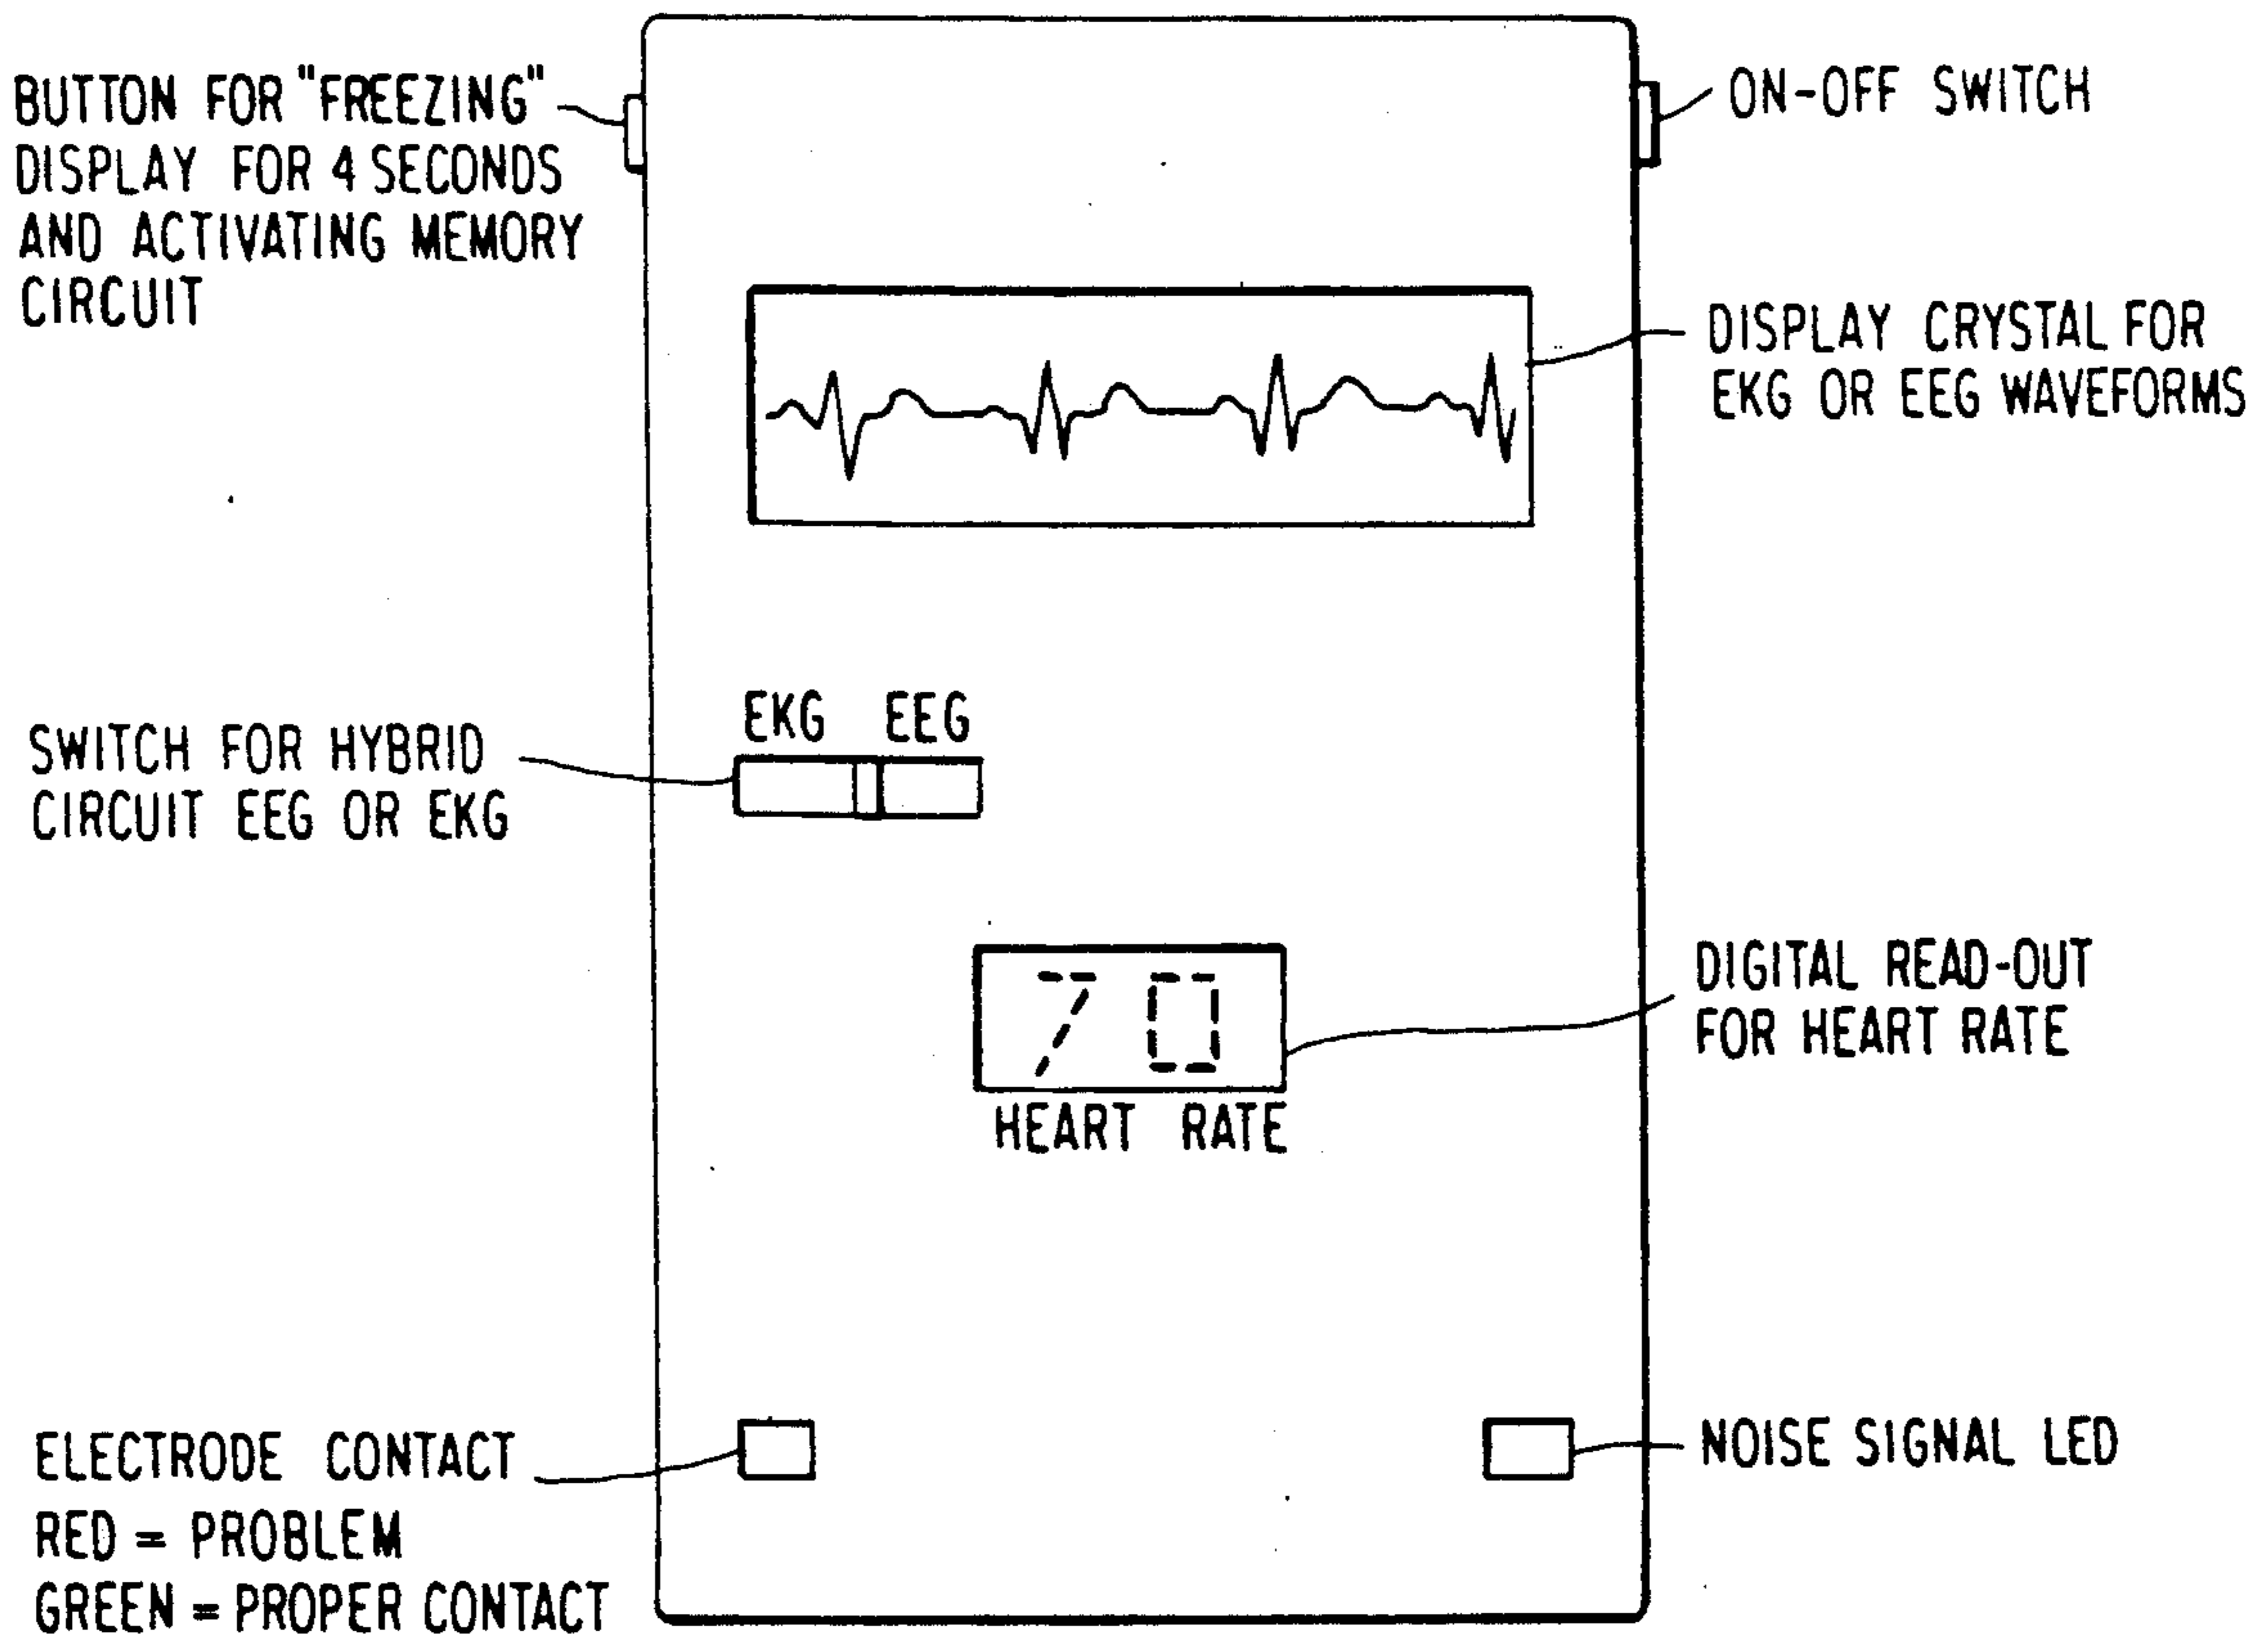 BUTTON FOR "FREEZING"
DISPLAY FOR 4 SECONDS
AND ACTIVATING MEMORY
CIRCUIT
ON-OFF SWITCH
DISPLAY CRYSTAL FOR
EKG OR EEG WAVEFORMS
EKG EEG
SWITCH FOR HYBRID
CIRCUIT EEG OR EKG
70
HEART RATE
DIGITAL READ-OUT
FOR HEART RATE
ELECTRODE CONTACT
RED = PROBLEM
GREEN = PROPER CONTACT
NOISE SIGNAL LED